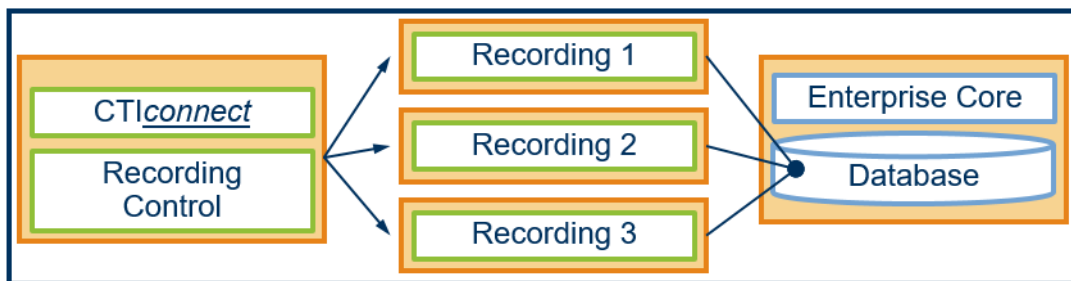 CTIconnect
Recording
Control
Recording 1
Recording 2
Recording 3
Enterprise Core
Database